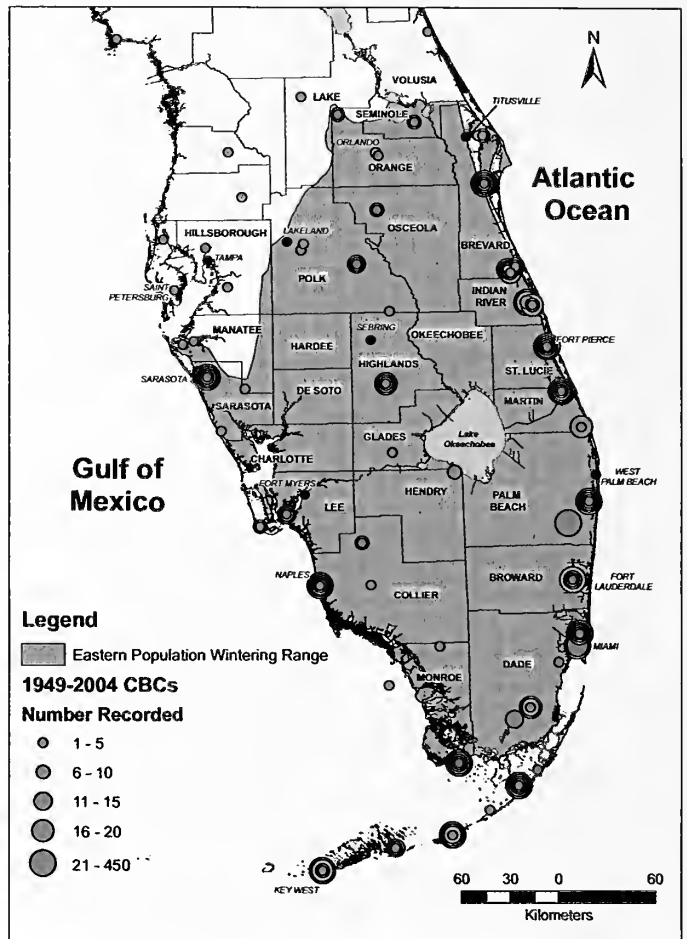 N
VOLUSIA
TITUSVILLE
LAKE
SEMINOLE
ORLANDO
ORANGE
Atlantic
Ocean
OSCEOLA
HILLSBOROUGH
LAKELAND
BREVARD
TAMPA
POLK
SAINT
PETERSBURG
INDIAN
RIVER
MANATEE
SEBRING
OKEECHOBEE
FORT PIERCE
HARDEE
HIGHLANDS
ST. LUCIE
SARASOTA
DE SOTO
MARTIN
SARASOTA
GLADES
Lake
Okeechobee
CHARLOTTE
Gulf of
Mexico
FORT MYERS
HENDRY
WEST
PALM BEACH
LEE
PALM
BEACH
NAPLES
BROWARD
FORT
LAUDERDALE
COLLIER
Legend
Eastern Population Wintering Range
MIAMI
DADE
MONROE
1949-2004 CBCs
Number Recorded
1 - 5
6 - 10
11 - 15
16 - 20
21 - 450
KEY WEST
60 30 0 60
Kilometers